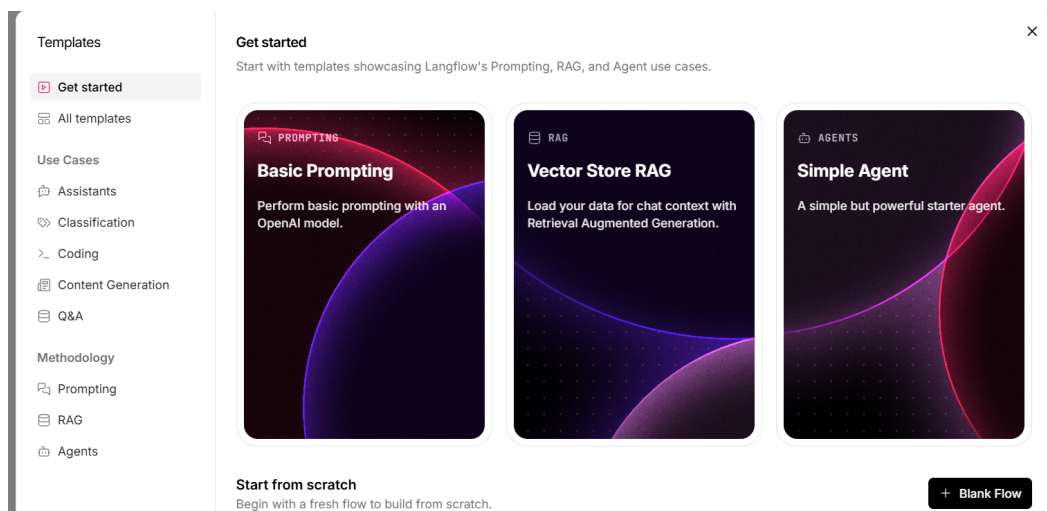 Templates
Get started
All templates
Use Cases
Assistants
Classification
Coding
Content Generation
Q&A
Methodology
Prompting
RAG
Agents
Get started
Start with templates showcasing Langflow's Prompting, RAG, and Agent use cases.
PROMPTING
Basic Prompting
Perform basic prompting with an
OpenAI model.
RAG
Vector Store RAG
Load your data for chat context with
Retrieval Augmented Generation.
AGENTS
Simple Agent
A simple but powerful starter agent.
Start from scratch
Begin with a fresh flow to build from scratch.
Blank Flow